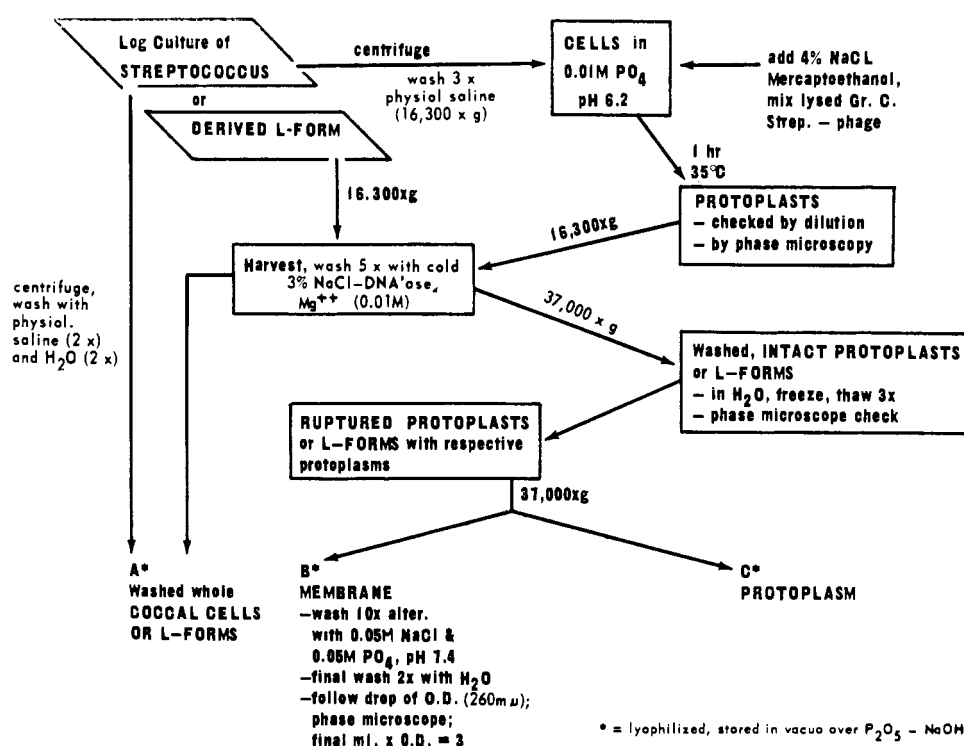 Log Culture of
STREPTOCOCCUS
or
DERIVED L-FORM
centrifuge
wash 3 x
physiol saline
(16,300 x g)
CELLS in
0.01M PO4
pH 6.2
add 4% NaCL
Mercaptoethanol,
mix lysed Gr. C.
Strep. – phage
1 hr
35°C
16.300xg
PROTOPLASTS
– checked by dilution
– by phase microscopy
16,300xg
Harvest, wash 5 x with cold
3% NaCl–DNA'ase,
Mg++ (0.01M)
centrifuge,
wash with
physiol.
saline (2 x)
and H2O (2 x)
37,000 x g
Washed, INTACT PROTOPLASTS
or L–FORMS
– in H2O, freeze, thaw 3x
– phase microscope check
RUPTURED PROTOPLASTS
or L–FORMS with respective
protoplasms
37,000xg
A*
Washed whole
COCCAL CELLS
OR L–FORMS
B*
MEMBRANE
–wash 10x alter.
with 0.05M NaCl &
0.05M PO4, pH 7.4
–final wash 2x with H2O
–follow drop of O.D. (260mμ);
phase microscope;
final ml. x O.D. = 3
C*
PROTOPLASM
* = lyophilized, stored in vacuo over P2O5 – NaOH